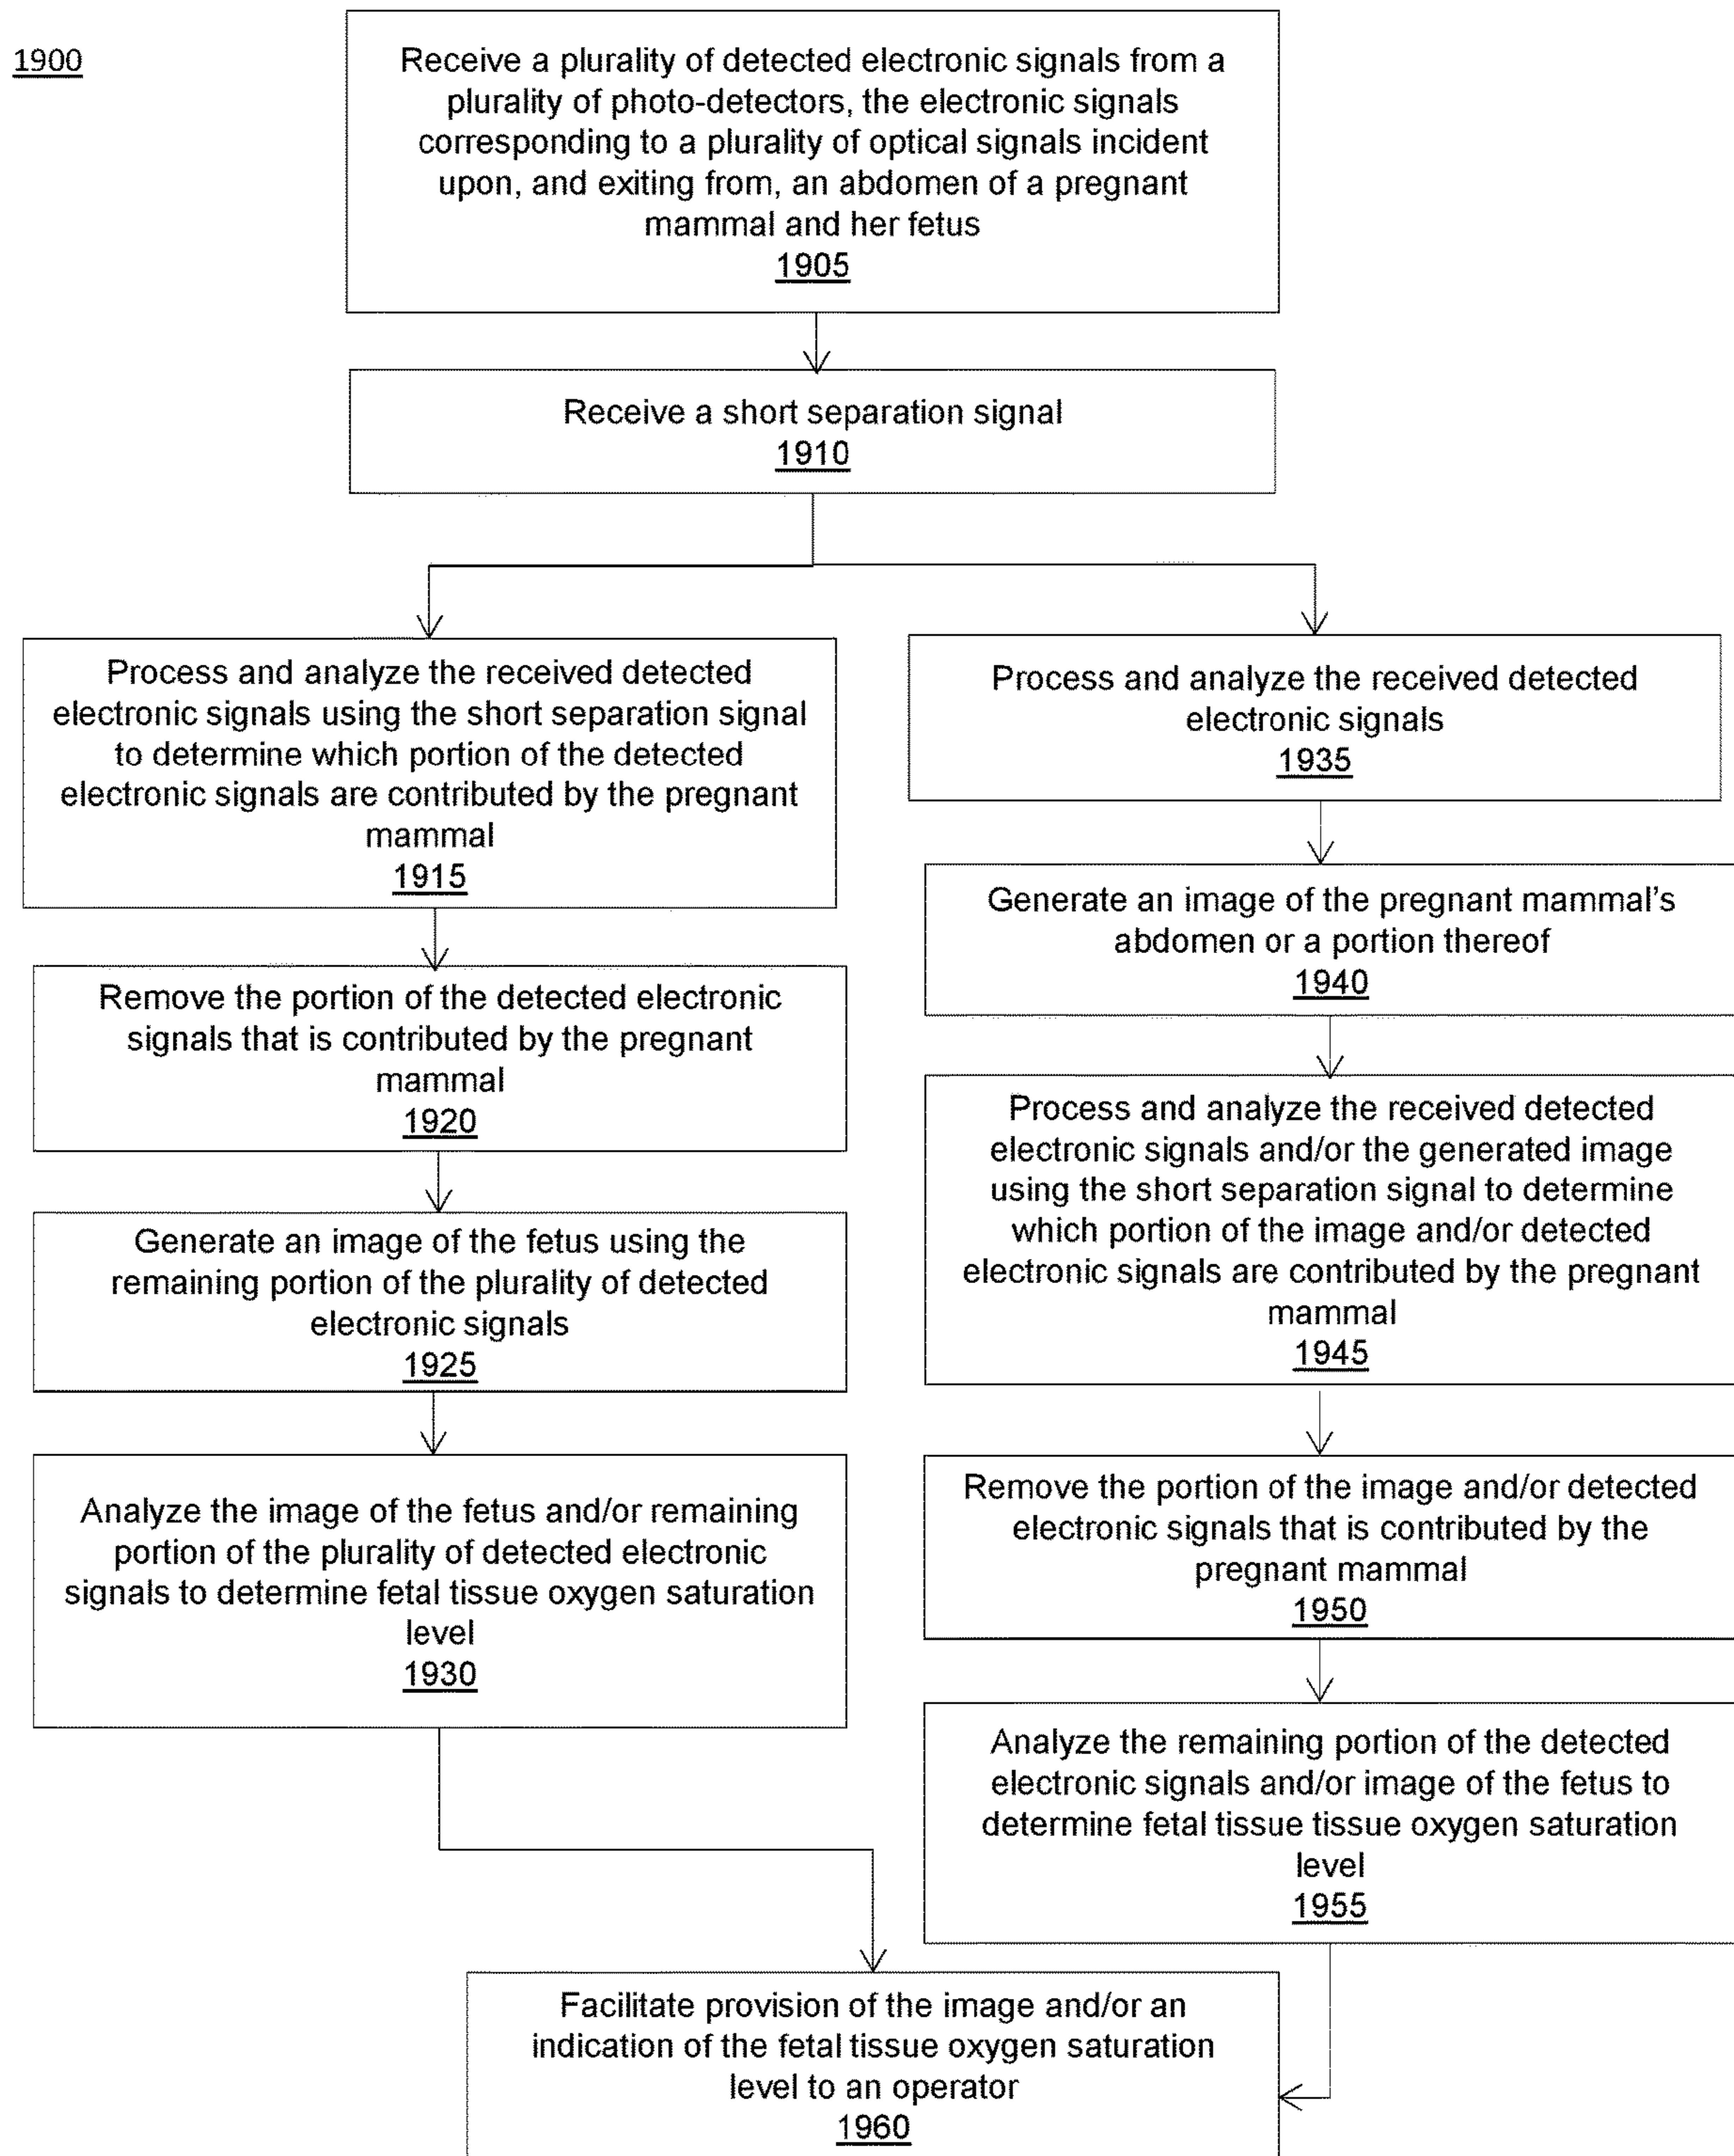 1900
Receive a plurality of detected electronic signals from a
plurality of photo-detectors, the electronic signals
corresponding to a plurality of optical signals incident
upon, and exiting from, an abdomen of a pregnant
mammal and her fetus
1905
Receive a short separation signal
1910
Process and analyze the received detected
electronic signals using the short separation signal
to determine which portion of the detected
electronic signals are contributed by the pregnant
mammal
1915
Remove the portion of the detected electronic
signals that is contributed by the pregnant
mammal
1920
Generate an image of the fetus using the
remaining portion of the plurality of detected
electronic signals
1925
Analyze the image of the fetus and/or remaining
portion of the plurality of detected electronic
signals to determine fetal tissue oxygen saturation
level
1930
Process and analyze the received detected
electronic signals
1935
Generate an image of the pregnant mammal's
abdomen or a portion thereof
1940
Process and analyze the received detected
electronic signals and/or the generated image
using the short separation signal to determine
which portion of the image and/or detected
electronic signals are contributed by the pregnant
mammal
1945
Remove the portion of the image and/or detected
electronic signals that is contributed by the
pregnant mammal
1950
Analyze the remaining portion of the detected
electronic signals and/or image of the fetus to
determine fetal tissue tissue oxygen saturation
level
1955
Facilitate provision of the image and/or an
indication of the fetal tissue oxygen saturation
level to an operator
1960